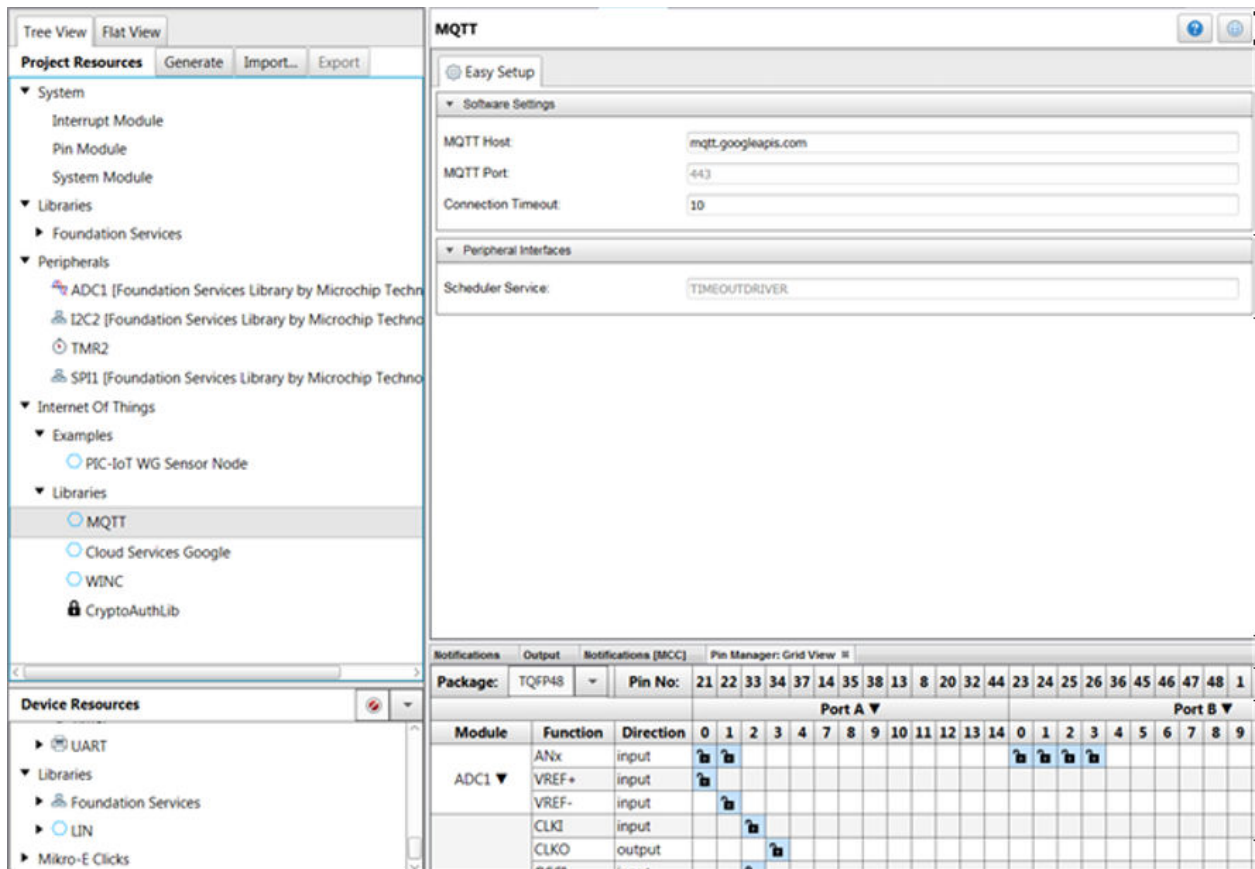 Tree View Flat View
Project Resources Generate Import... Export
System
Interrupt Module
Pin Module
System Module
Libraries
Foundation Services
Peripherals
ADC1 [Foundation Services Library by Microchip Techn
I2C2 [Foundation Services Library by Microchip Techno
TMR2
SPI1 [Foundation Services Library by Microchip Techno
Internet Of Things
Examples
PIC-IoT WG Sensor Node
Libraries
MQTT
Cloud Services Google
WINC
CryptoAuthLib
Device Resources
UART
Libraries
Foundation Services
LIN
Mikro-E Clicks
MQTT
Easy Setup
Software Settings
MQTT Host: mqtt.googleapis.com
MQTT Port: 443
Connection Timeout: 10
Peripheral Interfaces
Scheduler Service: TIMEOUTDRIVER
Notifications Output Notifications [MCC] Pin Manager: Grid View
Package: TQFP48 Pin No: 21 22 33 34 37 14 35 38 13 8 20 32 44 23 24 25 26 36 45 46 47 48 1
Port A ▼ Port B ▼
Module Function Direction 0 1 2 3 4 7 8 9 10 11 12 13 14 0 1 2 3 4 5 6 7 8 9
ANx input
ADC1 ▼ VREF+ input
VREF- input
CLKI input
CLKO output